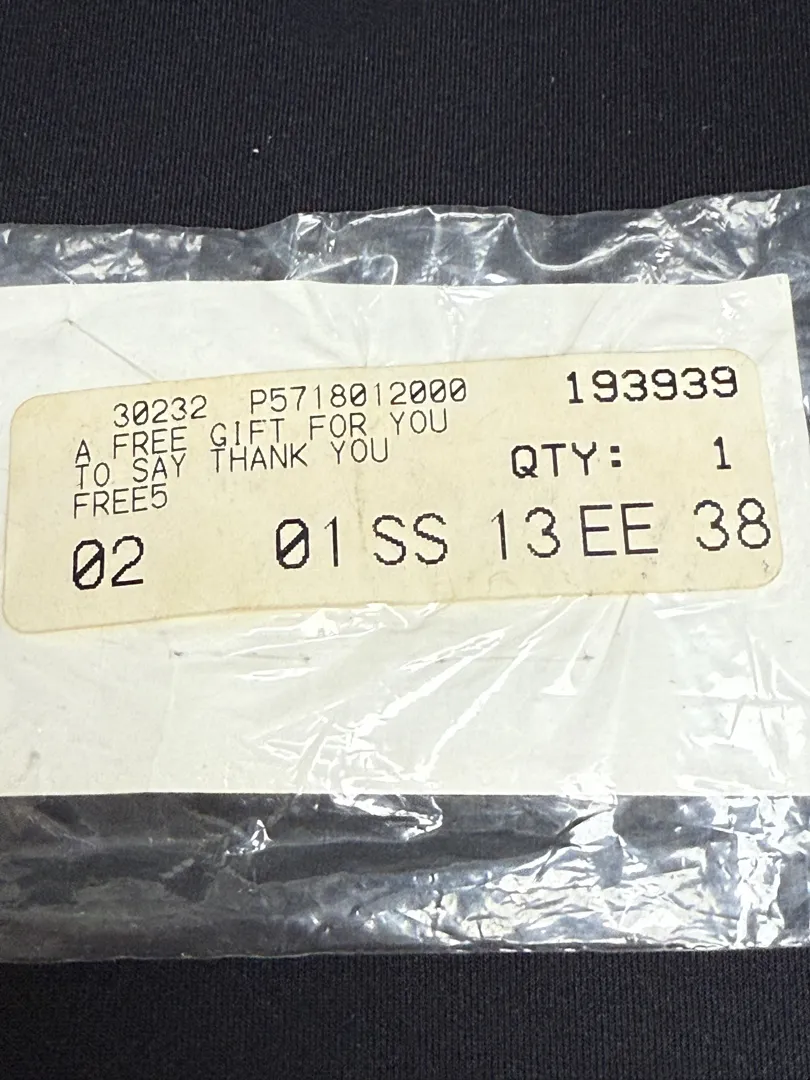 30232 P5718012000 193939
A FREE GIFT FOR YOU
TO SAY THANK YOU QTY: 1
FREE5
02 01 SS 13 EE 38